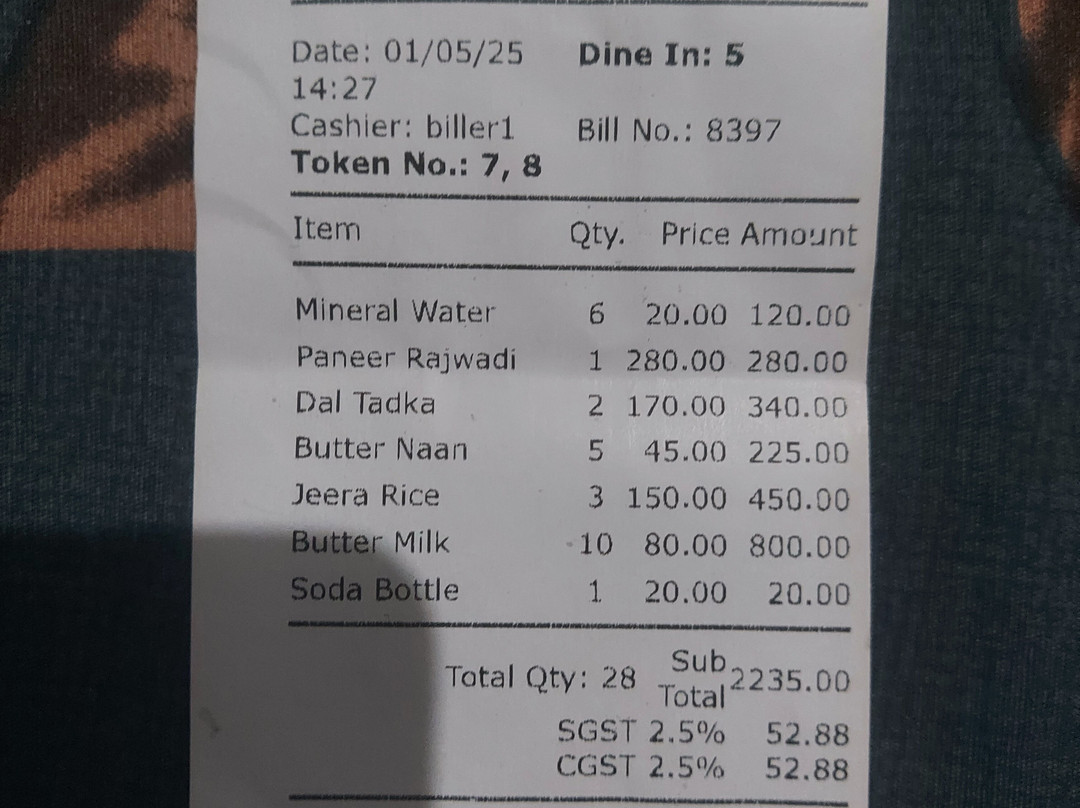 Date: 01/05/25 Dine In: 5
14:27
Cashier: biller1 Bill No.: 8397
Token No.: 7, 8
Item Qty. Price Amount
Mineral Water 6 20.00 120.00
Paneer Rajwadi 1 280.00 280.00
Dal Tadka 2 170.00 340.00
Butter Naan 5 45.00 225.00
Jeera Rice 3 150.00 450.00
Butter Milk 10 80.00 800.00
Soda Bottle 1 20.00 20.00
Total Qty: 28 Sub Total 2235.00
SGST 2.5% 52.88
CGST 2.5% 52.88